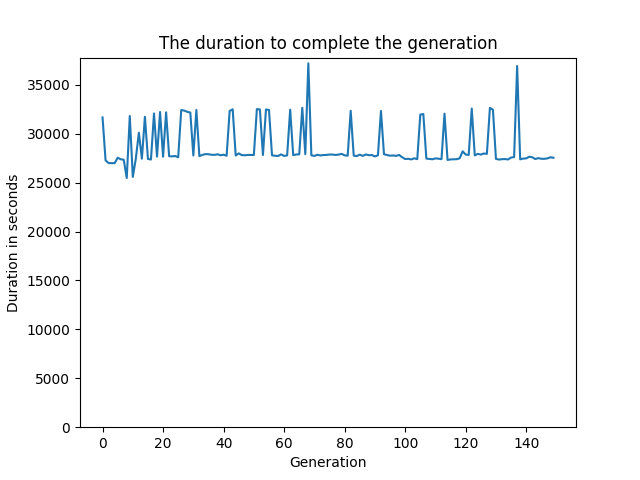 The duration to complete the generation
35000
30000
25000
20000
15000
10000
5000
0
Duration in seconds
0 20 40 60 80 100 120 140
Generation